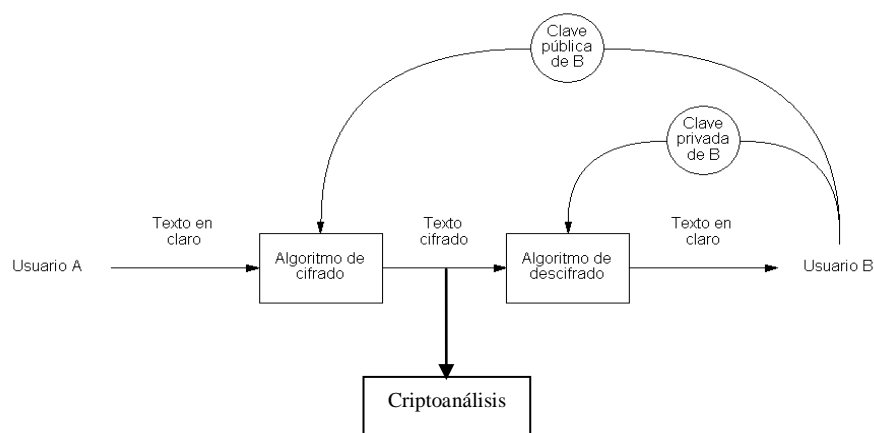 Clave
pública
de B
Clave
privada
de B
Texto en
claro
Texto
cifrado
Texto en
claro
Usuario A
Algoritmo de
cifrado
Algoritmo de
descifrado
Usuario B
Criptoanálisis